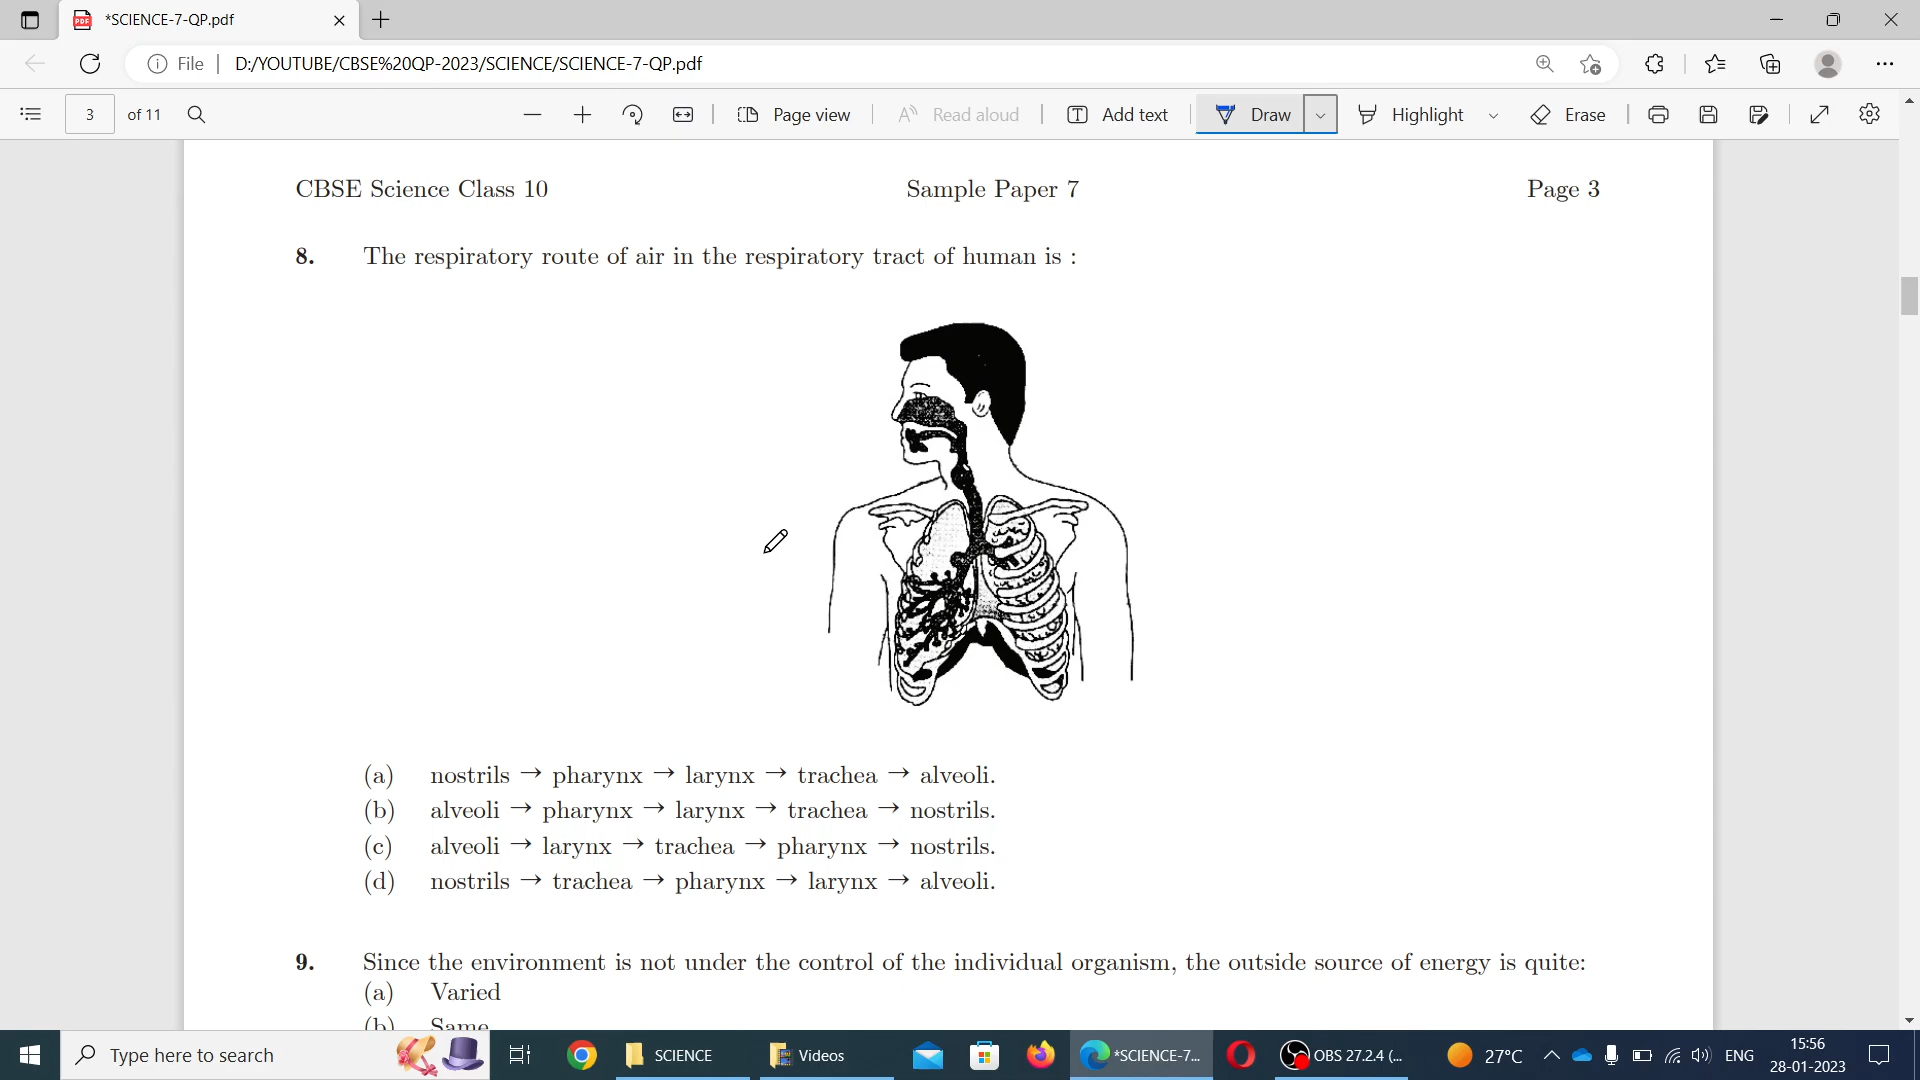 *SCIENCE-7-QP.pdf
File D:/YOUTUBE/CBSE%20QP-2023/SCIENCE/SCIENCE-7-QP.pdf
3 of 11 Page view Read aloud Add text Draw Highlight Erase
CBSE Science Class 10 Sample Paper 7 Page 3
8. The respiratory route of air in the respiratory tract of human is :
(a) nostrils → pharynx → larynx → trachea → alveoli.
(b) alveoli → pharynx → larynx → trachea → nostrils.
(c) alveoli → larynx → trachea → pharynx → nostrils.
(d) nostrils → trachea → pharynx → larynx → alveoli.
9. Since the environment is not under the control of the individual organism, the outside source of energy is quite:
(a) Varied
(b) Same
Type here to search SCIENCE Videos *SCIENCE-7... OBS 27.2.4 (... 27°C ENG 15:56
28-01-2023